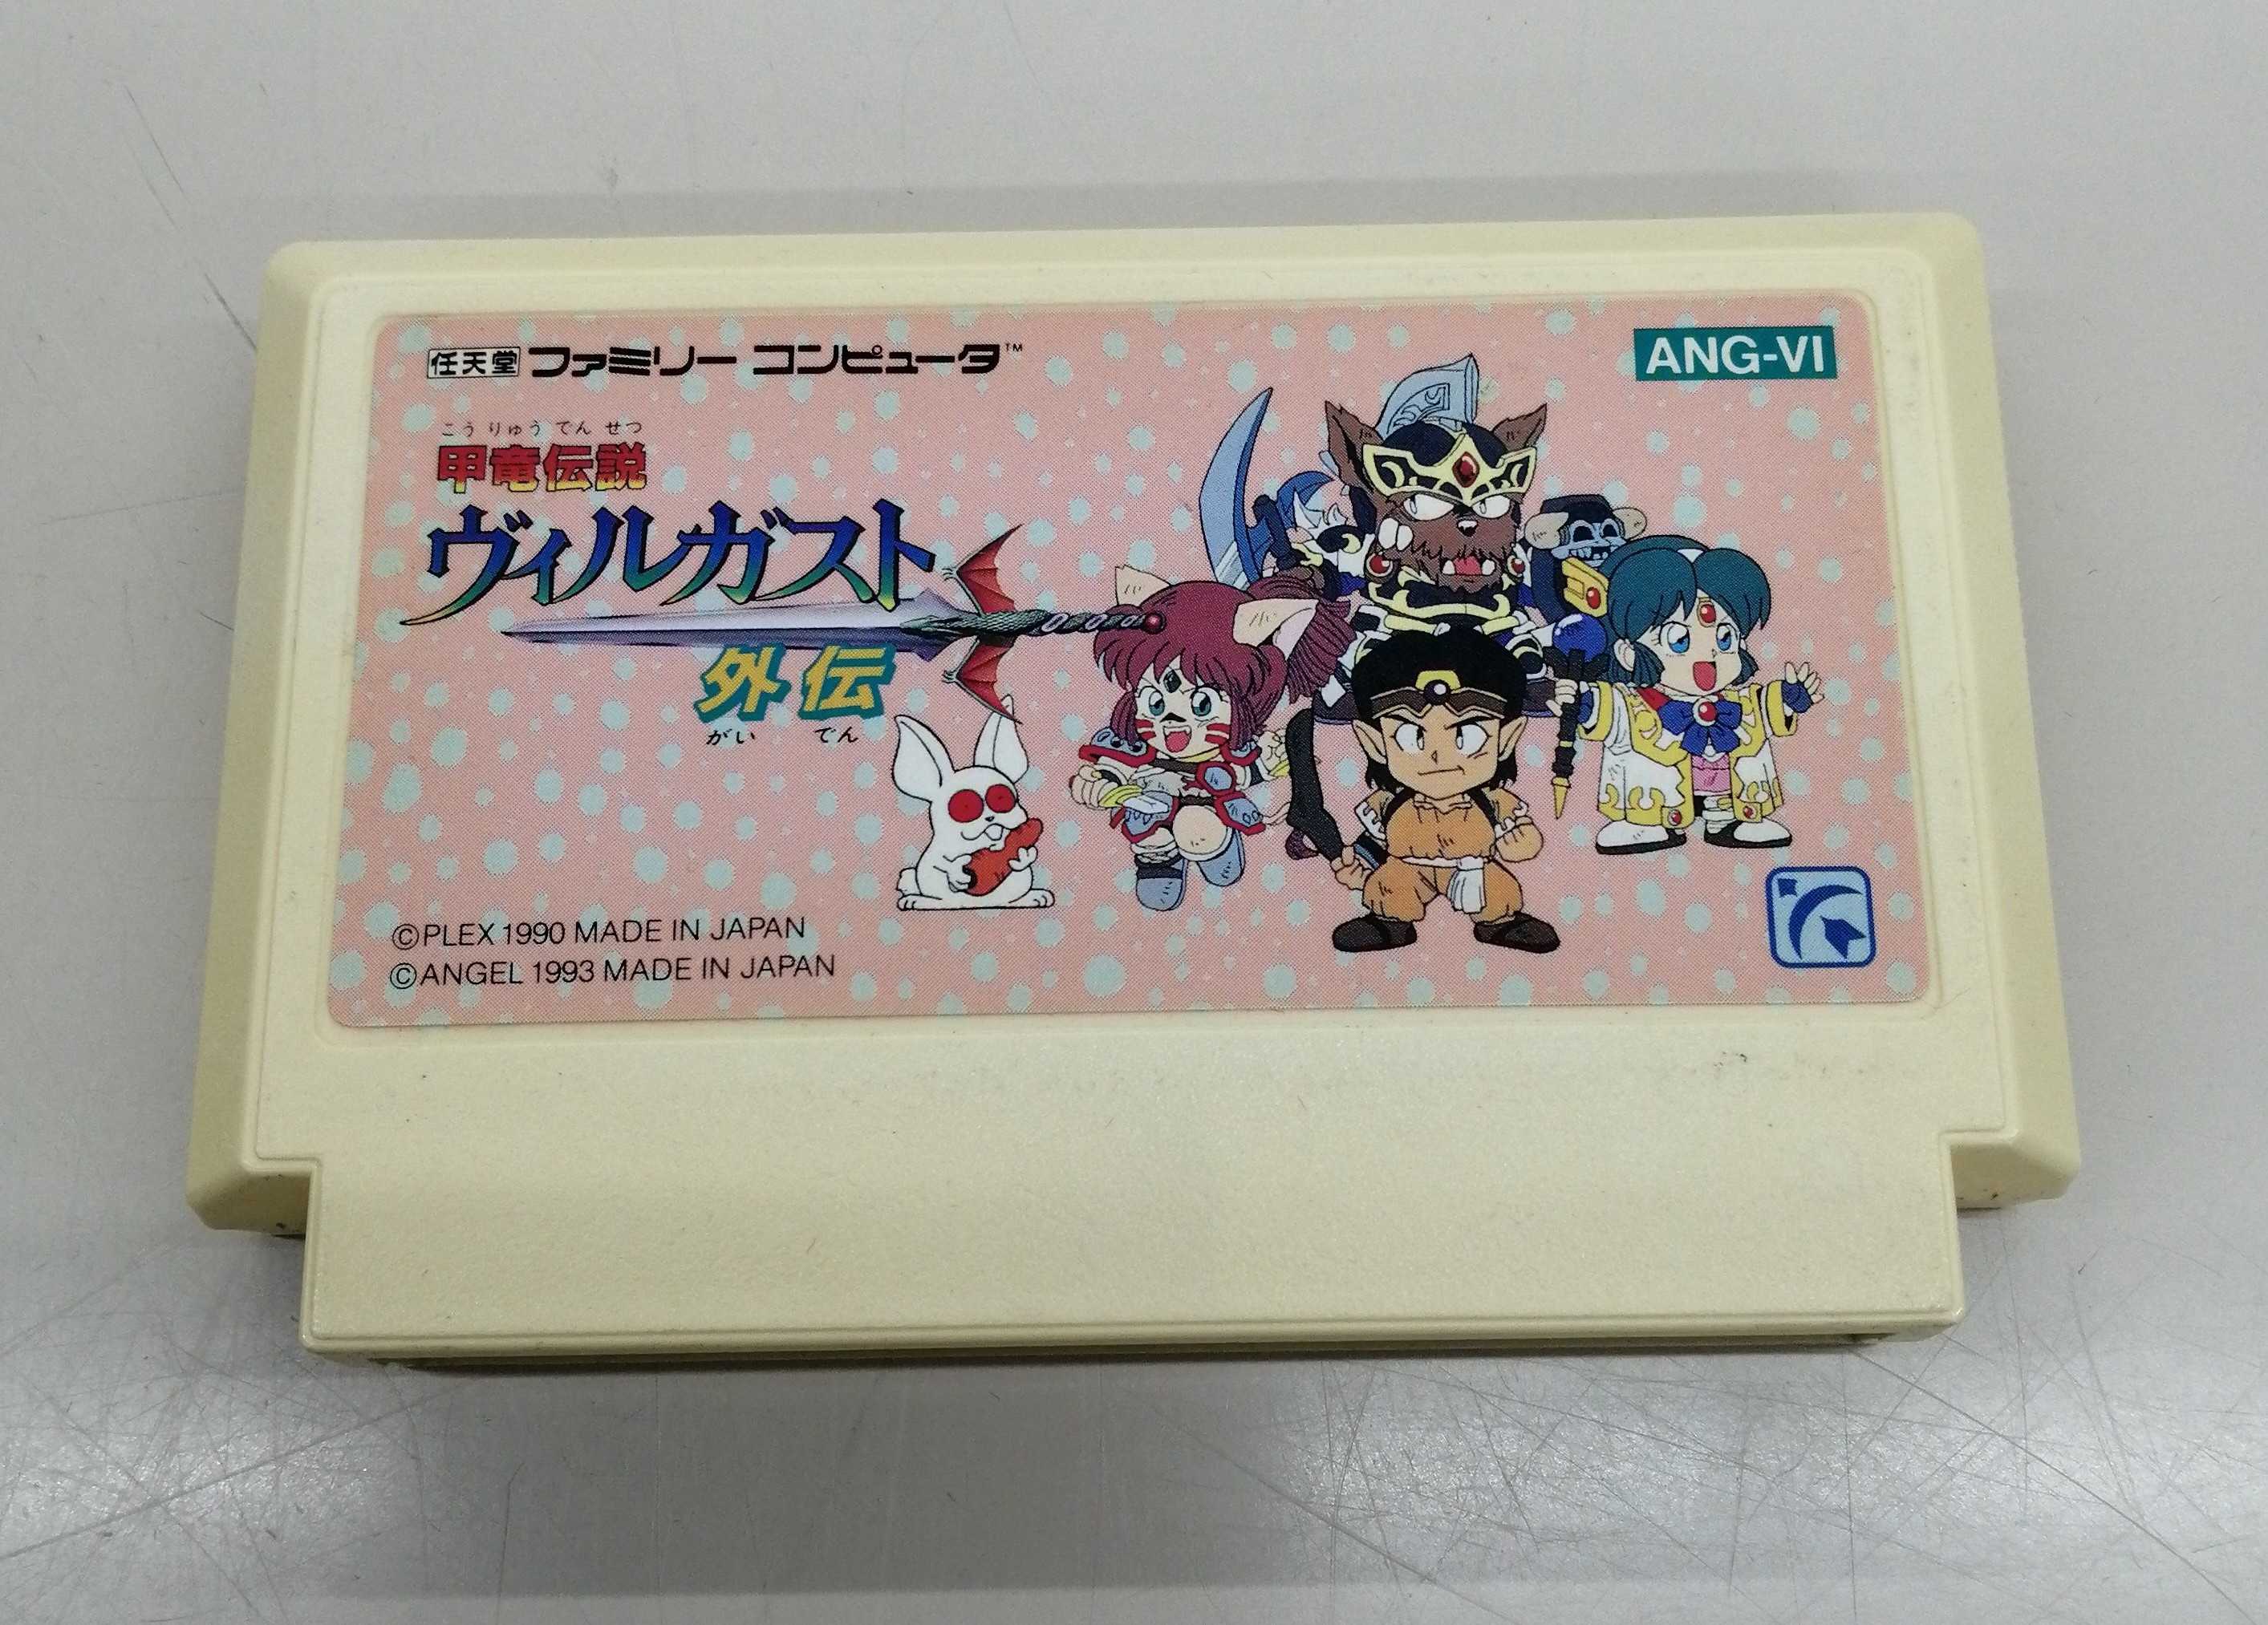 任天堂 ファミリー コンピュータ™
ANG-VI
こうりゅうでんせつ
甲竜伝説
ヴィルガスト
外伝
がいでん
©PLEX 1990 MADE IN JAPAN
©ANGEL 1993 MADE IN JAPAN